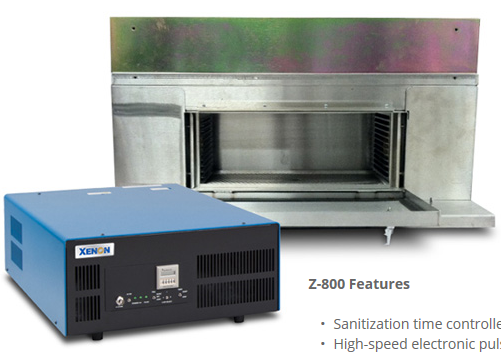 XENON
Z-800 Features
• Sanitization time controlle
• High-speed electronic puls